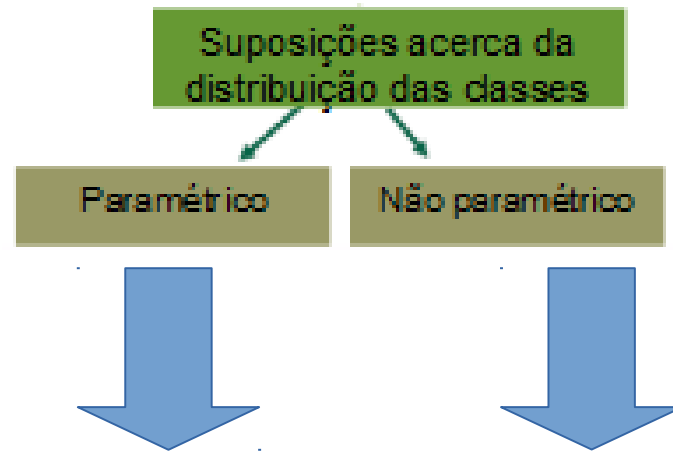 Suposições acerca da
distribuição das classes
Paramétrico
Não paramétrico